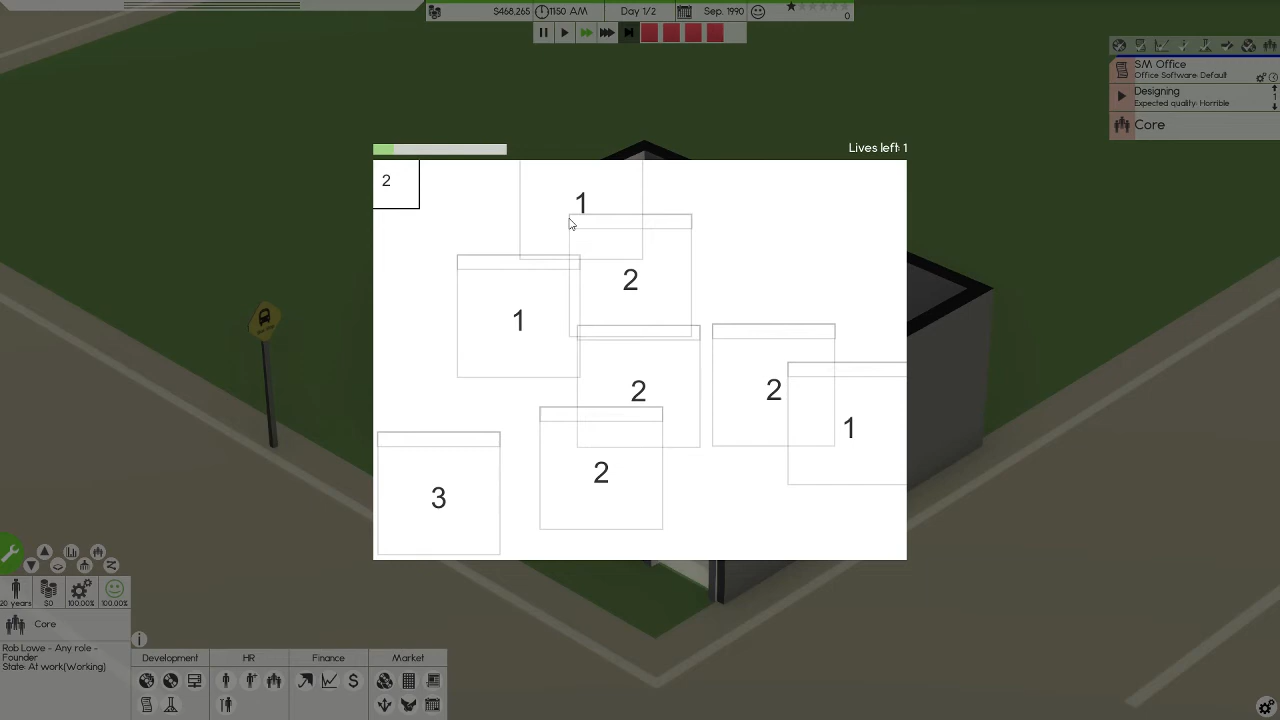 $468,265
1150 AM
Day 1/2
Sep. 1990
0
SM Office
Office Software: Default
Designing
Expected quality: Horrible
1
Core
Lives left: 1
2
1
2
1
2
2
1
2
3
20 years
$0
100.00%
100.00%
Core
Rob Lowe - Any role -
Founder
State: At work(Working)
Development
HR
Finance
Market